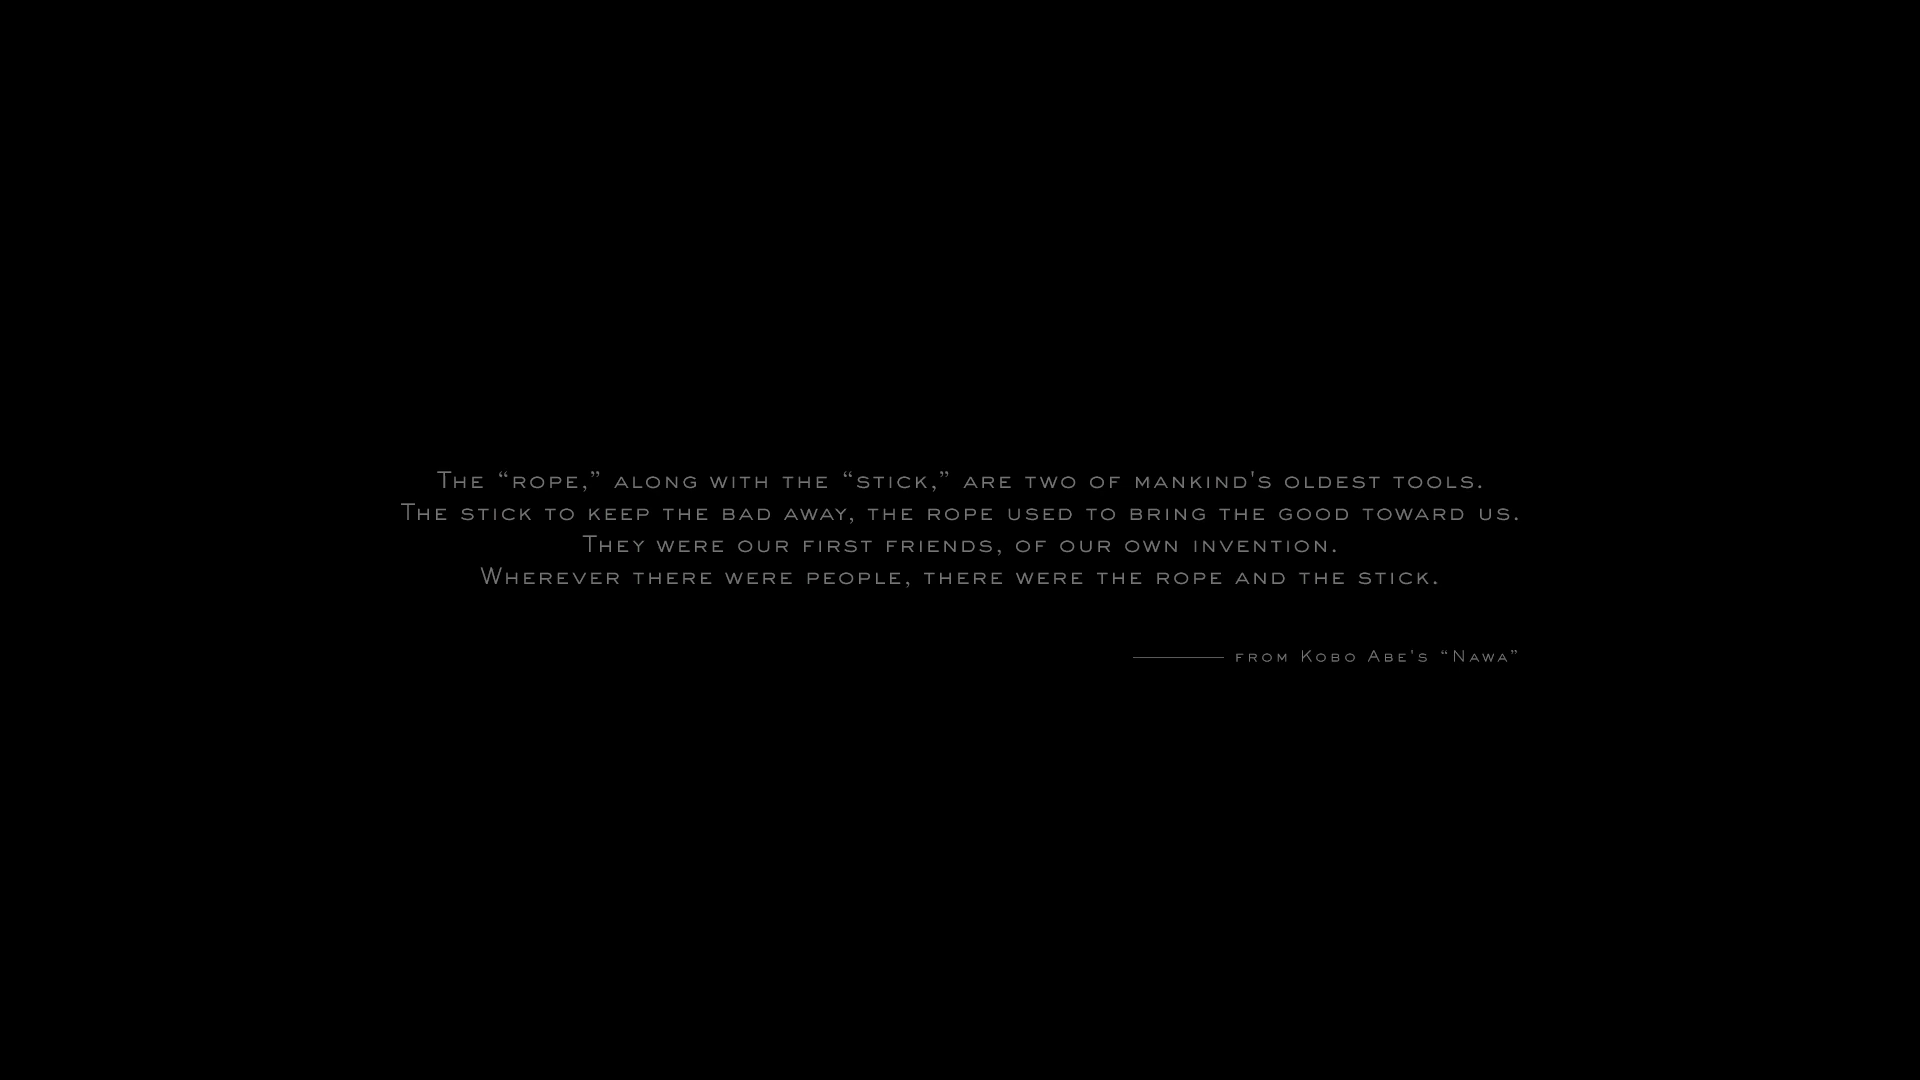 The “rope,” along with the “stick,” are two of mankind's oldest tools.
The stick to keep the bad away, the rope used to bring the good toward us.
They were our first friends, of our own invention.
Wherever there were people, there were the rope and the stick.
from Kobo Abe's “Nawa”